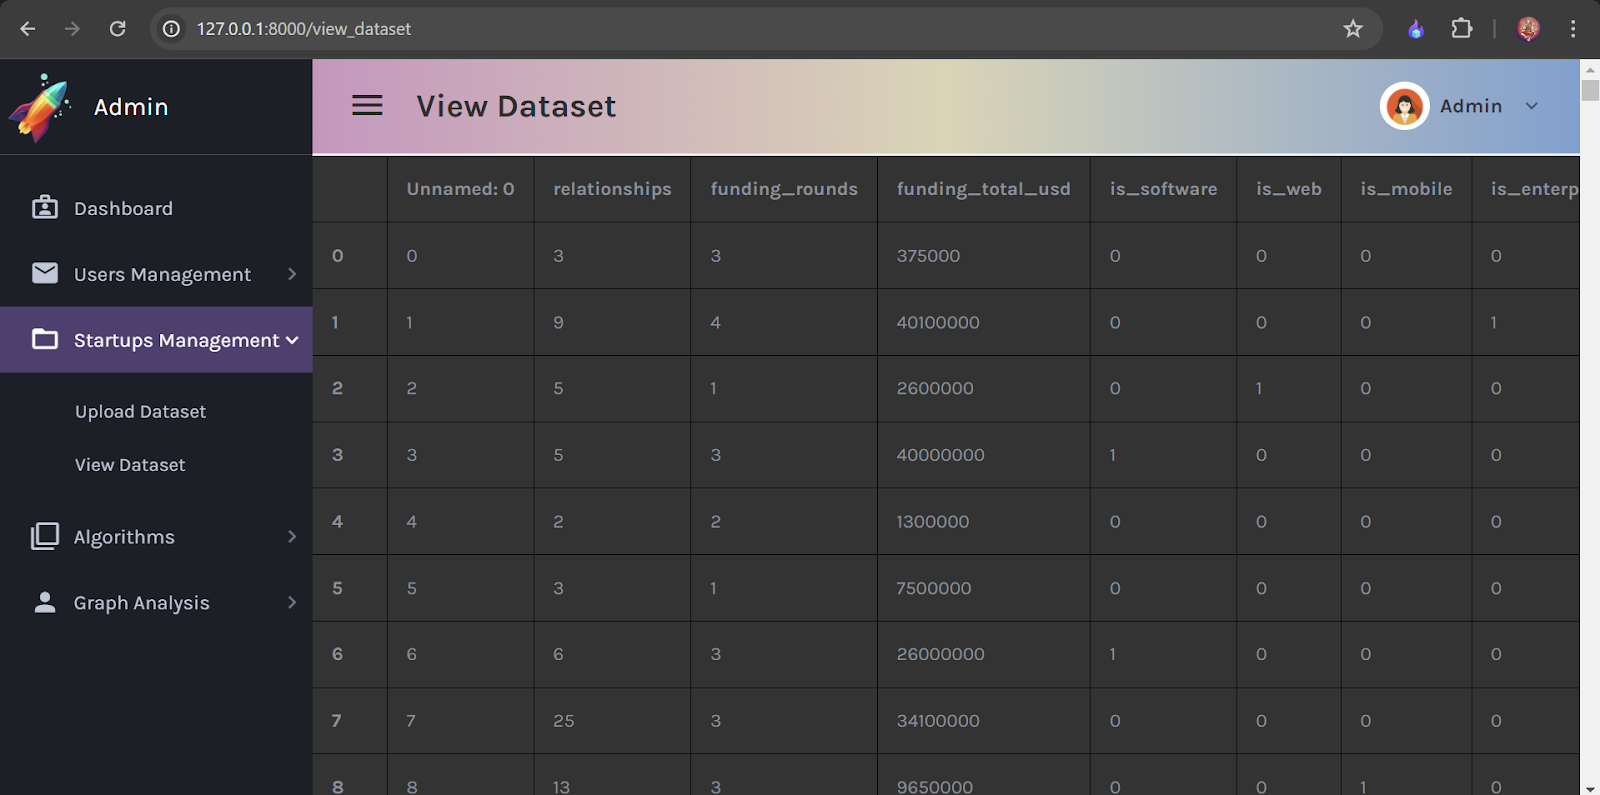 127.0.0.1:8000/view_dataset
Admin
View Dataset
Admin
Dashboard
Users Management
Startups Management
Upload Dataset
View Dataset
Algorithms
Graph Analysis
Unnamed: 0 relationships funding_rounds funding_total_usd is_software is_web is_mobile is_enterp
0 0 3 3 375000 0 0 0 0
1 1 9 4 40100000 0 0 0 1
2 2 5 1 2600000 0 1 0 0
3 3 5 3 40000000 1 0 0 0
4 4 2 2 1300000 0 0 0 0
5 5 3 1 7500000 0 0 0 0
6 6 6 3 26000000 1 0 0 0
7 7 25 3 34100000 0 0 0 0
8 8 13 3 9650000 0 0 1 0